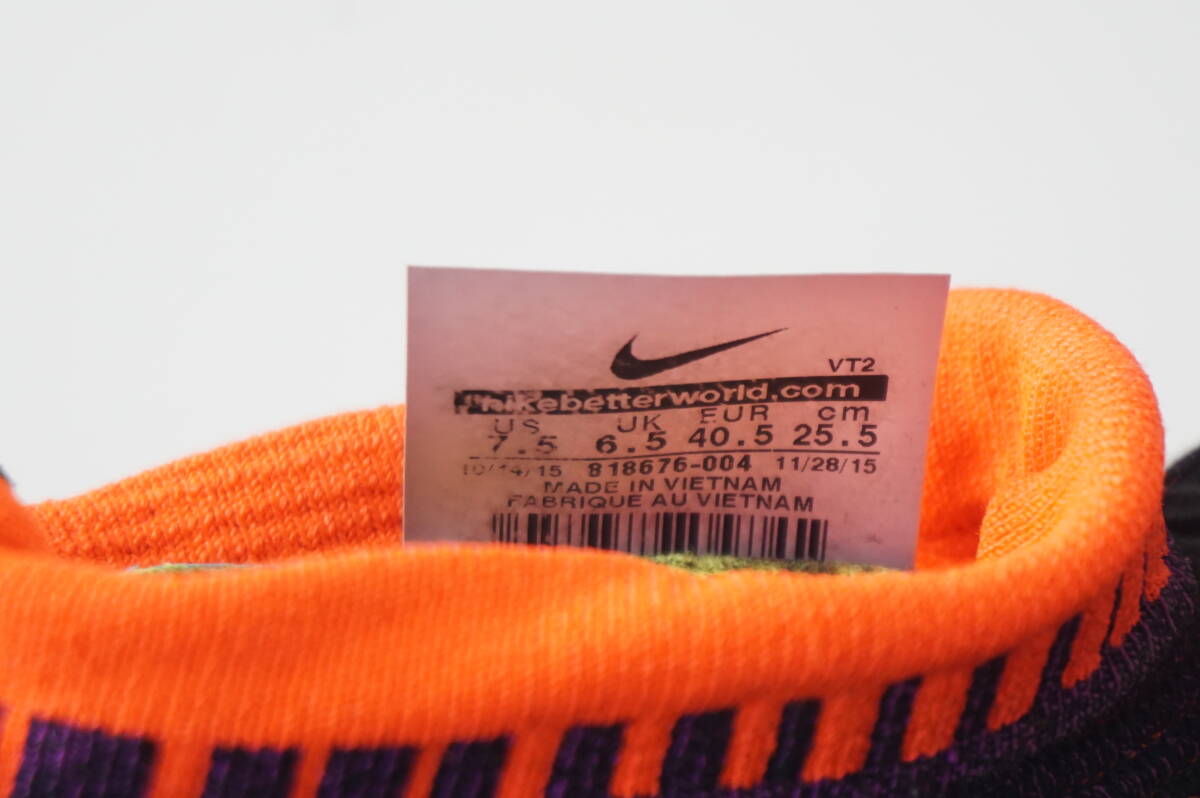 VT2
nikebetterworld.com
US UK EUR cm
7.5 6.5 40.5 25.5
10/14/15 818676-004 11/28/15
MADE IN VIETNAM
FABRIQUE AU VIETNAM